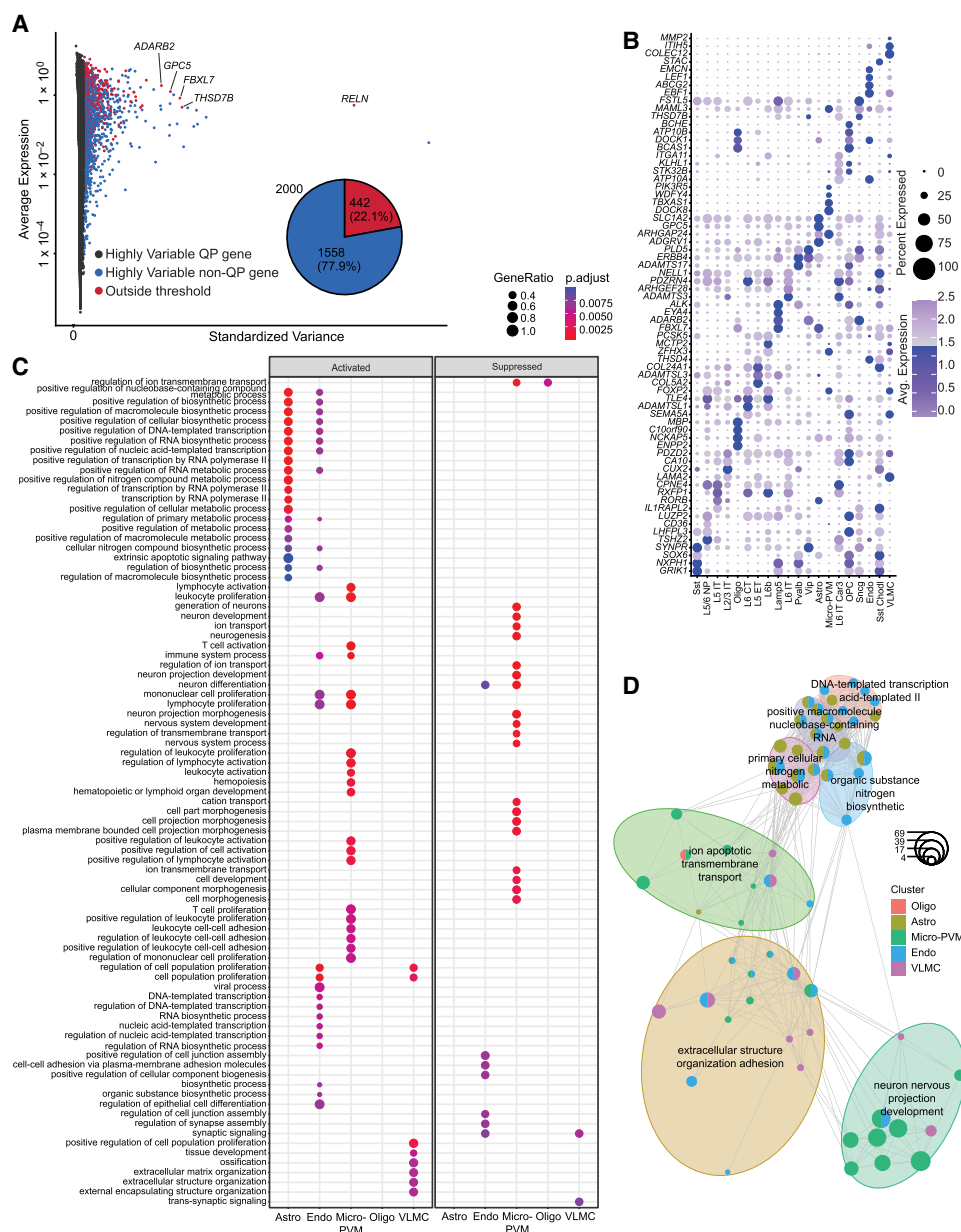 A
ADARB2
GPC5
FBXL7
THSD7B
RELN
Average Expression
1 × 10^0
1 × 10^-2
1 × 10^-4
2000
442
(22.1%)
1558
(77.9%)
Highly Variable QP gene
Highly Variable non-QP gene
Outside threshold
0
Standardized Variance
GeneRatio
0.4
0.6
0.8
1.0
p.adjust
0.0075
0.0050
0.0025
B
MMP2
ITIH5
COLEC12
STAC
EMCN
LEF1
ABCG2
EBF1
FSTL5
MAML3
THSD7B
BCHE
ATP10B
DOCK1
BCAS1
ITGA11
KLHL1
STK32B
ATP10A
PIK3R5
WDFY4
TBXAS1
DOCK8
SLC1A2
GPC5
ARHGAP24
ADGRV1
PLD5
ERBB4
ADAMTS17
NELL1
PDZRN4
ARHGEF28
ADAMTS3
ALK
EYA4
ADARB2
FBXL7
PCSK5
MCTP2
ZFHX3
THSD4
COL24A1
ADAMTSL3
COL5A2
FOXP2
TLE4
ADAMTSL1
SEMA5A
MBP
C10orf90
NCKAP5
ENPP2
PDZD2
CA10
CUX2
LAMA2
CPNE4
RXFP1
RORB
IL1RAPL2
LUZP2
CD36
LHFPL3
TSHZ2
SYNPR
SOX6
NXPH1
GRIK1
Sst
L5/6 NP
L5 IT
L2/3 IT
Oligo
L6 CT
L5 ET
L6b
Lamp5
L6 IT
Pvalb
Vip
Astro
Micro-PVM
L6 IT Car3
OPC
Sncg
Endo
Sst Chodl
VLMC
Percent Expressed
0
25
50
75
100
Avg. Expression
2.5
2.0
1.5
1.0
0.5
0.0
C
Activated
Suppressed
regulation of ion transmembrane transport
positive regulation of nucleobase-containing compound
metabolic process
positive regulation of biosynthetic process
positive regulation of macromolecule biosynthetic process
positive regulation of cellular biosynthetic process
positive regulation of DNA-templated transcription
positive regulation of RNA biosynthetic process
positive regulation of nucleic acid-templated transcription
positive regulation of transcription by RNA polymerase II
positive regulation of RNA metabolic process
positive regulation of nitrogen compound metabolic process
regulation of transcription by RNA polymerase II
transcription by RNA polymerase II
positive regulation of cellular metabolic process
regulation of primary metabolic process
positive regulation of metabolic process
positive regulation of macromolecule metabolic process
cellular nitrogen compound biosynthetic process
extrinsic apoptotic signaling pathway
regulation of biosynthetic process
regulation of macromolecule biosynthetic process
lymphocyte activation
leukocyte proliferation
generation of neurons
neuron development
ion transport
neurogenesis
T cell activation
immune system process
regulation of ion transport
neuron projection development
neuron differentiation
mononuclear cell proliferation
lymphocyte proliferation
neuron projection morphogenesis
nervous system development
regulation of transmembrane transport
nervous system process
regulation of leukocyte proliferation
regulation of lymphocyte activation
leukocyte activation
hemopoiesis
hematopoietic or lymphoid organ development
cation transport
cell part morphogenesis
cell projection morphogenesis
plasma membrane bounded cell projection morphogenesis
positive regulation of leukocyte activation
positive regulation of cell activation
positive regulation of lymphocyte activation
ion transmembrane transport
cell development
cellular component morphogenesis
cell morphogenesis
T cell proliferation
positive regulation of leukocyte proliferation
leukocyte cell-cell adhesion
regulation of leukocyte cell-cell adhesion
positive regulation of leukocyte cell-cell adhesion
regulation of mononuclear cell proliferation
regulation of cell population proliferation
cell population proliferation
viral process
DNA-templated transcription
regulation of DNA-templated transcription
RNA biosynthetic process
nucleic acid-templated transcription
regulation of nucleic acid-templated transcription
regulation of RNA biosynthetic process
positive regulation of cell junction assembly
cell-cell adhesion via plasma-membrane adhesion molecules
positive regulation of cellular component biogenesis
biosynthetic process
organic substance biosynthetic process
regulation of epithelial cell differentiation
regulation of cell junction assembly
regulation of synapse assembly
synaptic signaling
positive regulation of cell population proliferation
tissue development
ossification
extracellular matrix organization
extracellular structure organization
external encapsulating structure organization
trans-synaptic signaling
Astro Endo Micro-PVM Oligo VLMC
Astro Endo Micro-PVM Oligo VLMC
D
DNA-templated transcription
acid-templated II
positive macromolecule
nucleobase-containing
RNA
primary cellular
nitrogen
metabolic
organic substance
nitrogen
biosynthetic
ion apoptotic
transmembrane
transport
69
39
17
4
Cluster
Oligo
Astro
Micro-PVM
Endo
VLMC
extracellular structure
organization adhesion
neuron nervous
projection
development